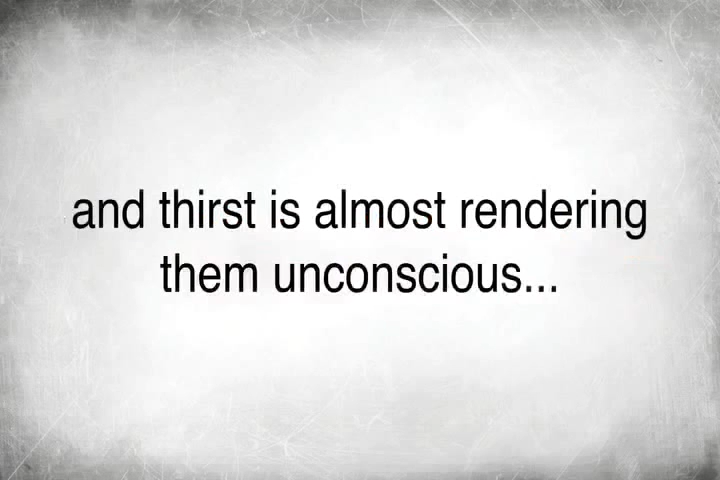 and thirst is almost rendering
them unconscious...